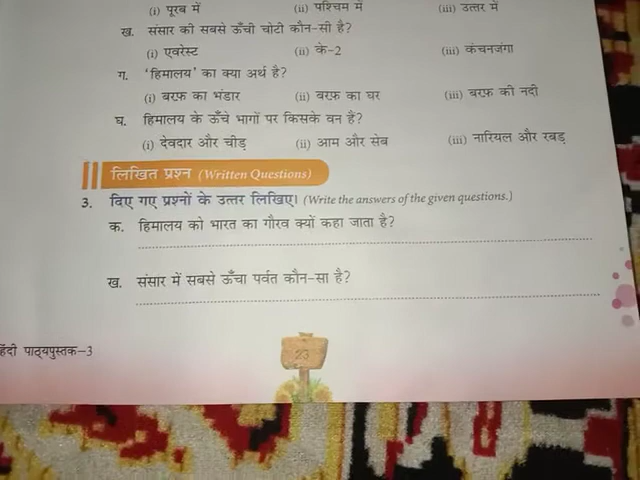 (i) पूरब में (ii) पश्चिम में (iii) उत्तर में
ख. संसार की सबसे ऊँची चोटी कौन-सी है?
(i) एवरेस्ट (ii) के-2 (iii) कंचनजंगा
ग. 'हिमालय' का क्या अर्थ है?
(i) बरफ़ का भंडार (ii) बरफ़ का घर (iii) बरफ़ की नदी
घ. हिमालय के ऊँचे भागों पर किसके वन है?
(i) देवदार और चीड़ (ii) आम और सेब (iii) नारियल और रबड़
लिखित प्रश्न (Written Questions)
3. दिए गए प्रश्नों के उत्तर लिखिए। (Write the answers of the given questions.)
क. हिमालय को भारत का गौरव क्यों कहा जाता है?
ख. संसार में सबसे ऊँचा पर्वत कौन-सा है?
हिंदी पाठ्यपुस्तक-3
23